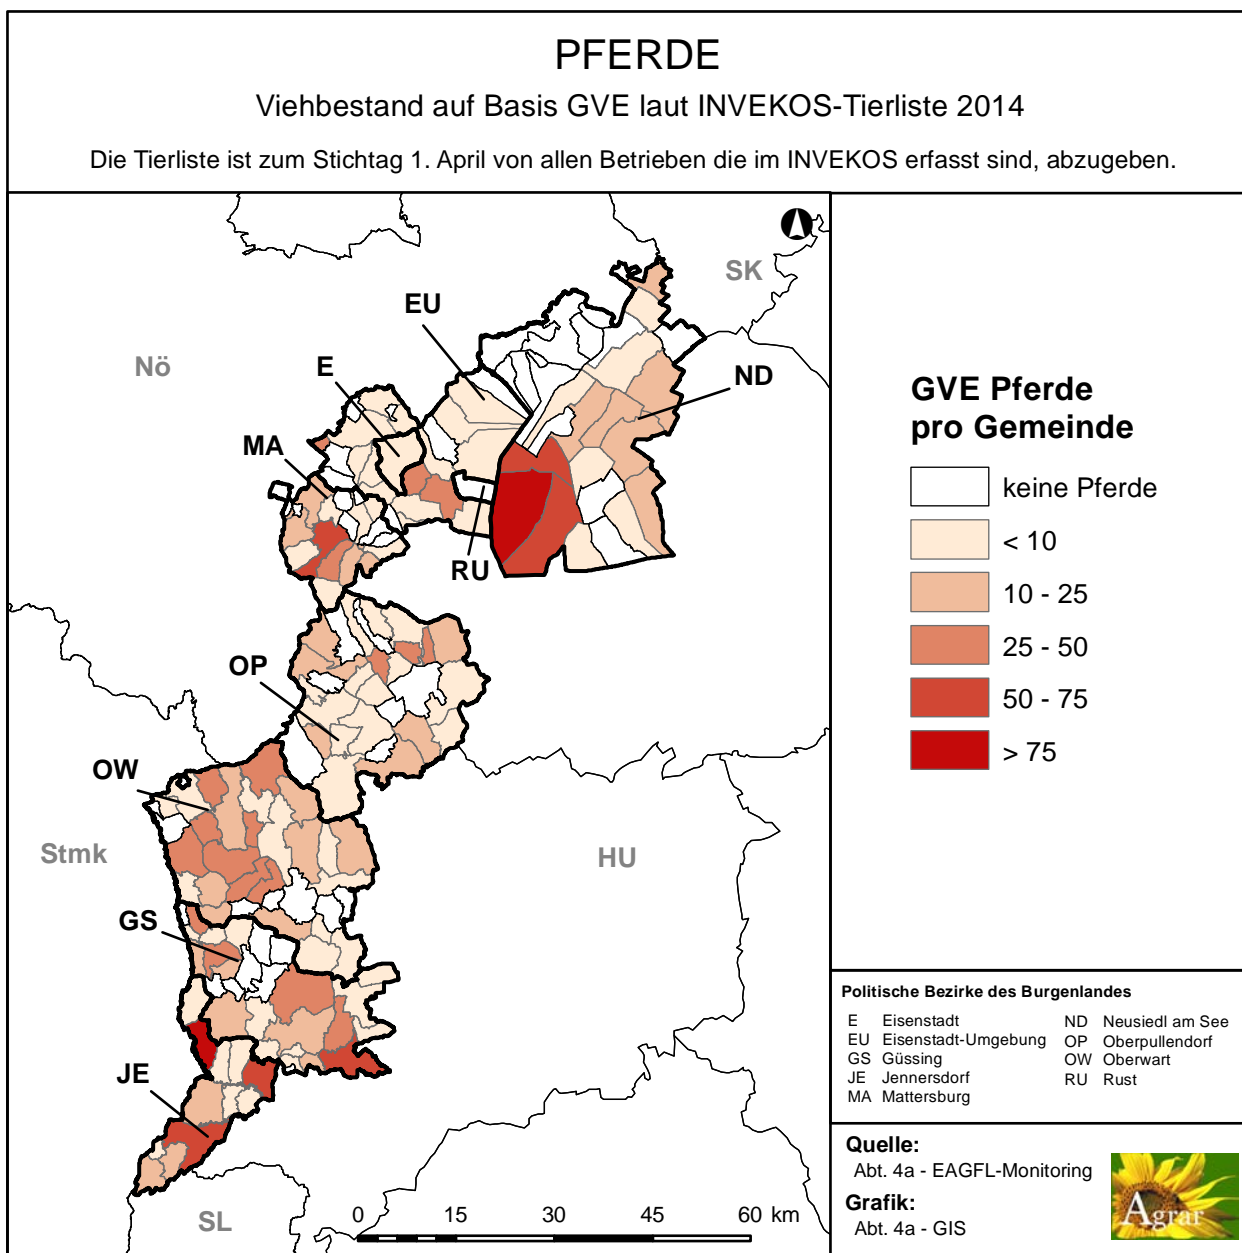 PFERDE
Viehbestand auf Basis GVE laut INVEKOS-Tierliste 2014
Die Tierliste ist zum Stichtag 1. April von allen Betrieben die im INVEKOS erfasst sind, abzugeben.
SK
EU
Nö
E
ND
MA
RU
OP
OW
Stmk
HU
GS
JE
SL
0 15 30 45 60 km
GVE Pferde
pro Gemeinde
keine Pferde
< 10
10 - 25
25 - 50
50 - 75
> 75
Politische Bezirke des Burgenlandes
E Eisenstadt ND Neusiedl am See
EU Eisenstadt-Umgebung OP Oberpullendorf
GS Güssing OW Oberwart
JE Jennersdorf RU Rust
MA Mattersburg
Quelle:
Abt. 4a - EAGFL-Monitoring
Grafik:
Abt. 4a - GIS
Agrar